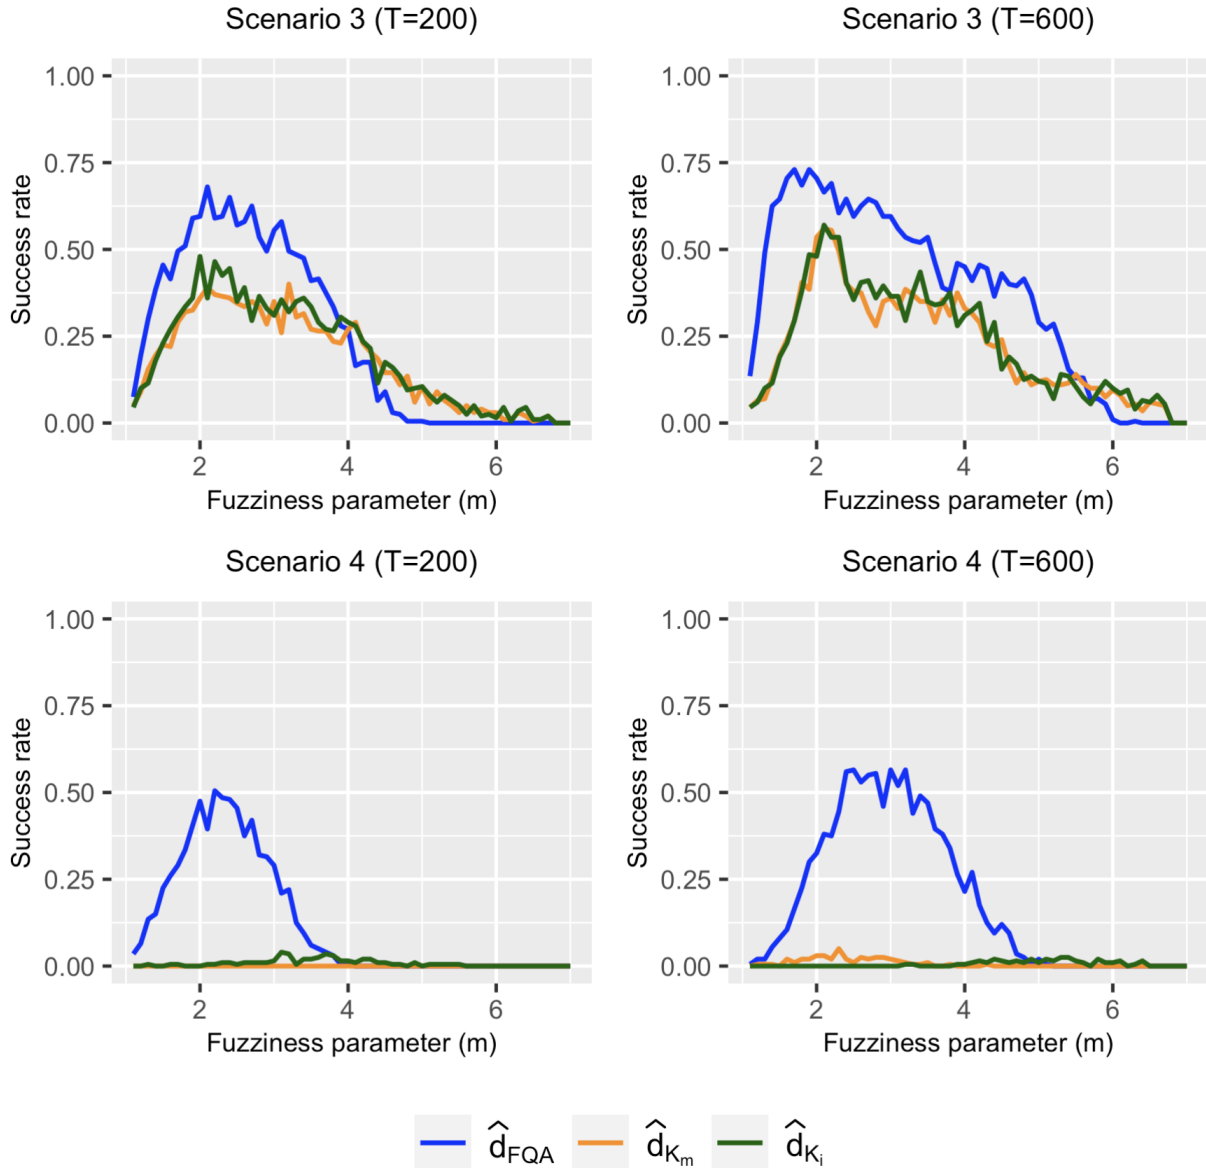 Scenario 3 (T=200)
Scenario 3 (T=600)
1.00
0.75
0.50
0.25
0.00
Success rate
2 4 6
Fuzziness parameter (m)
1.00
0.75
0.50
0.25
0.00
Success rate
2 4 6
Fuzziness parameter (m)
Scenario 4 (T=200)
Scenario 4 (T=600)
1.00
0.75
0.50
0.25
0.00
Success rate
2 4 6
Fuzziness parameter (m)
1.00
0.75
0.50
0.25
0.00
Success rate
2 4 6
Fuzziness parameter (m)
d̂_FQA d̂_K_m d̂_K_i